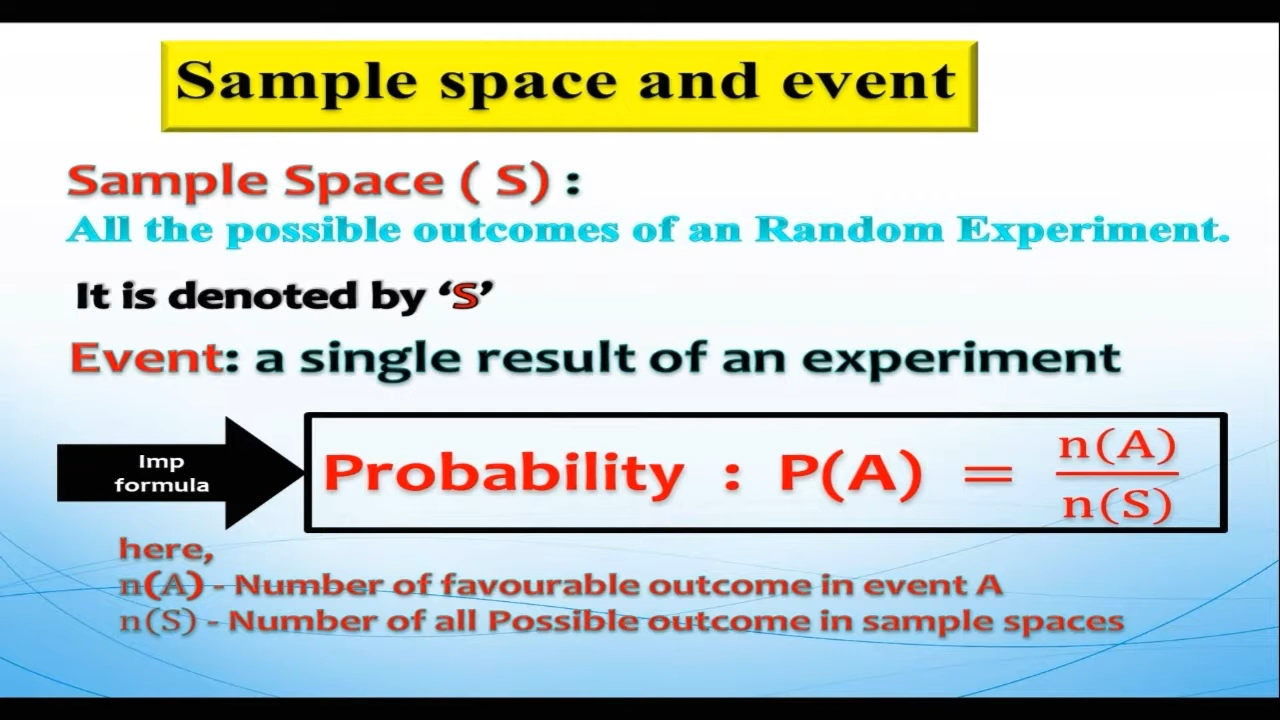 Sample space and event
Sample Space ( S) :
All the possible outcomes of an Random Experiment.
It is denoted by ‘S’
Event: a single result of an experiment
Imp
formula
Probability : P(A) = n(A)/n(S)
here,
n(A) - Number of favourable outcome in event A
n(S) - Number of all Possible outcome in sample spaces